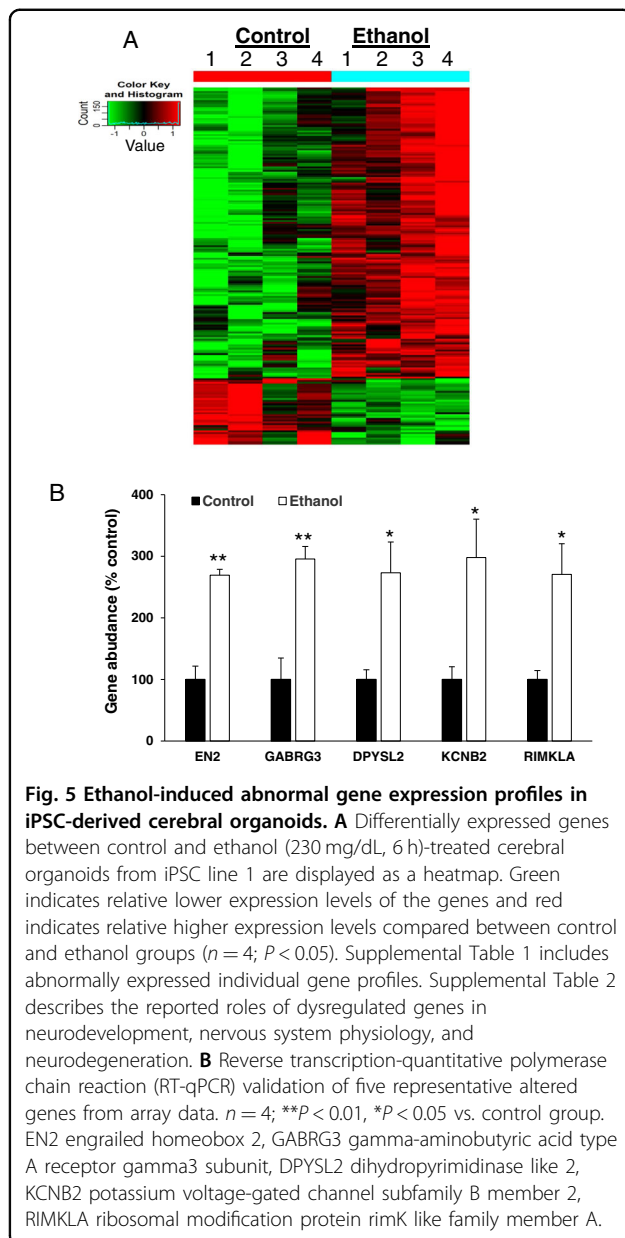 A
Control Ethanol
1 2 3 4 1 2 3 4
Color Key
and Histogram
Count
0 150
-1 0 1
Value
B
Gene abudance (% control)
400
300
200
100
0
Control Ethanol
** ** * * *
EN2 GABRG3 DPYSL2 KCNB2 RIMKLA
Fig. 5 Ethanol-induced abnormal gene expression profiles in
iPSC-derived cerebral organoids. A Differentially expressed genes
between control and ethanol (230 mg/dL, 6 h)-treated cerebral
organoids from iPSC line 1 are displayed as a heatmap. Green
indicates relative lower expression levels of the genes and red
indicates relative higher expression levels compared between control
and ethanol groups (n = 4; P < 0.05). Supplemental Table 1 includes
abnormally expressed individual gene profiles. Supplemental Table 2
describes the reported roles of dysregulated genes in
neurodevelopment, nervous system physiology, and
neurodegeneration. B Reverse transcription-quantitative polymerase
chain reaction (RT-qPCR) validation of five representative altered
genes from array data. n = 4; **P < 0.01, *P < 0.05 vs. control group.
EN2 engrailed homeobox 2, GABRG3 gamma-aminobutyric acid type
A receptor gamma3 subunit, DPYSL2 dihydropyrimidinase like 2,
KCNB2 potassium voltage-gated channel subfamily B member 2,
RIMKLA ribosomal modification protein rimK like family member A.